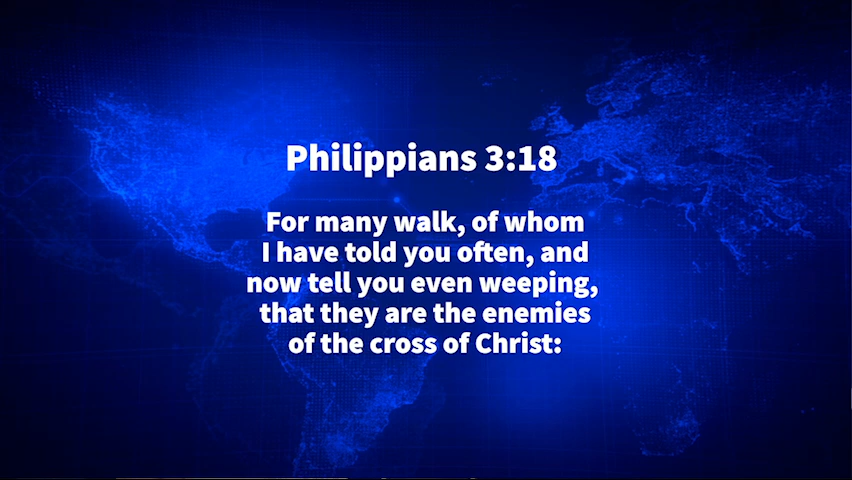 Philippians 3:18
For many walk, of whom
I have told you often, and
now tell you even weeping,
that they are the enemies
of the cross of Christ: